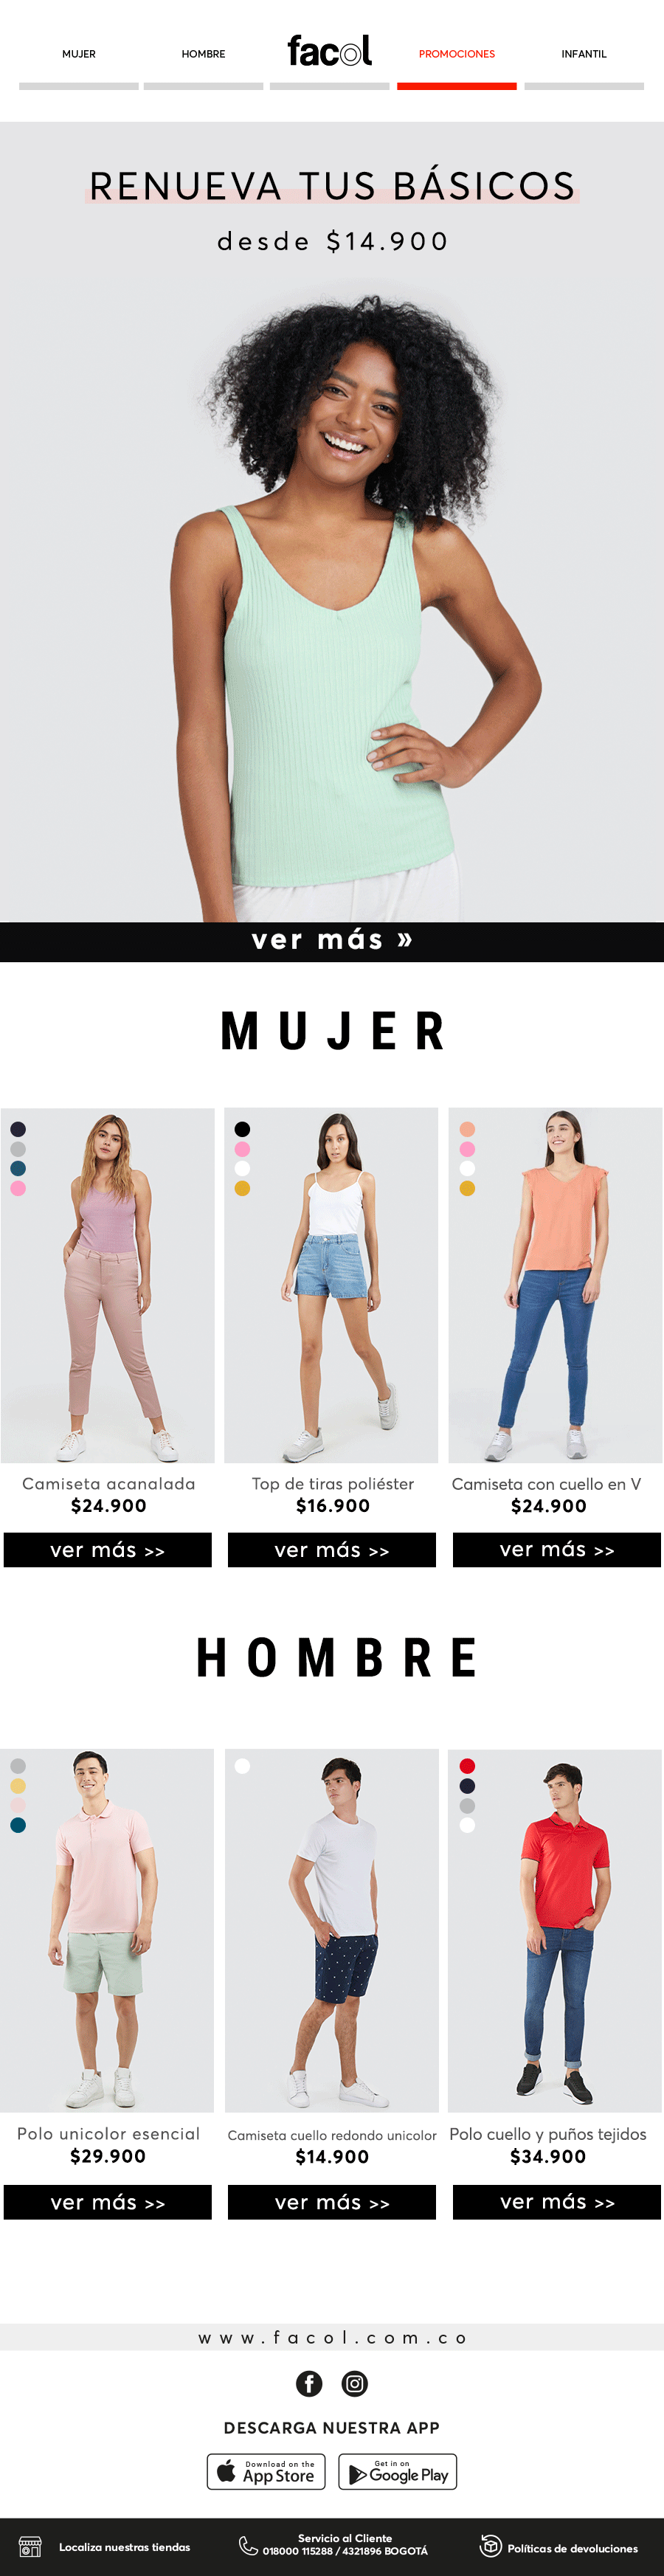 MUJER
HOMBRE
facol
PROMOCIONES
INFANTIL
RENUEVA TUS BÁSICOS
desde $14.900
ver más »
MUJER
Camiseta acanalada
$24.900
ver más >>
Top de tiras poliéster
$16.900
ver más >>
Camiseta con cuello en V
$24.900
ver más >>
HOMBRE
Polo unicolor esencial
$29.900
ver más >>
Camiseta cuello redondo unicolor
$14.900
ver más >>
Polo cuello y puños tejidos
$34.900
ver más >>
www.facol.com.co
DESCARGA NUESTRA APP
Download on the
App Store
Get in on
Google Play
Localiza nuestras tiendas
Servicio al Cliente
018000 115288 / 4321896 BOGOTÁ
Políticas de devoluciones